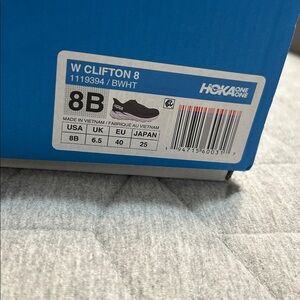 W CLIFTON 8
1119394 / BWHT
HOKA ONE ONE
8B
MADE IN VIETNAM / FABRIQUE AU VIETNAM
USA UK EU JAPAN
8B 6.5 40 25